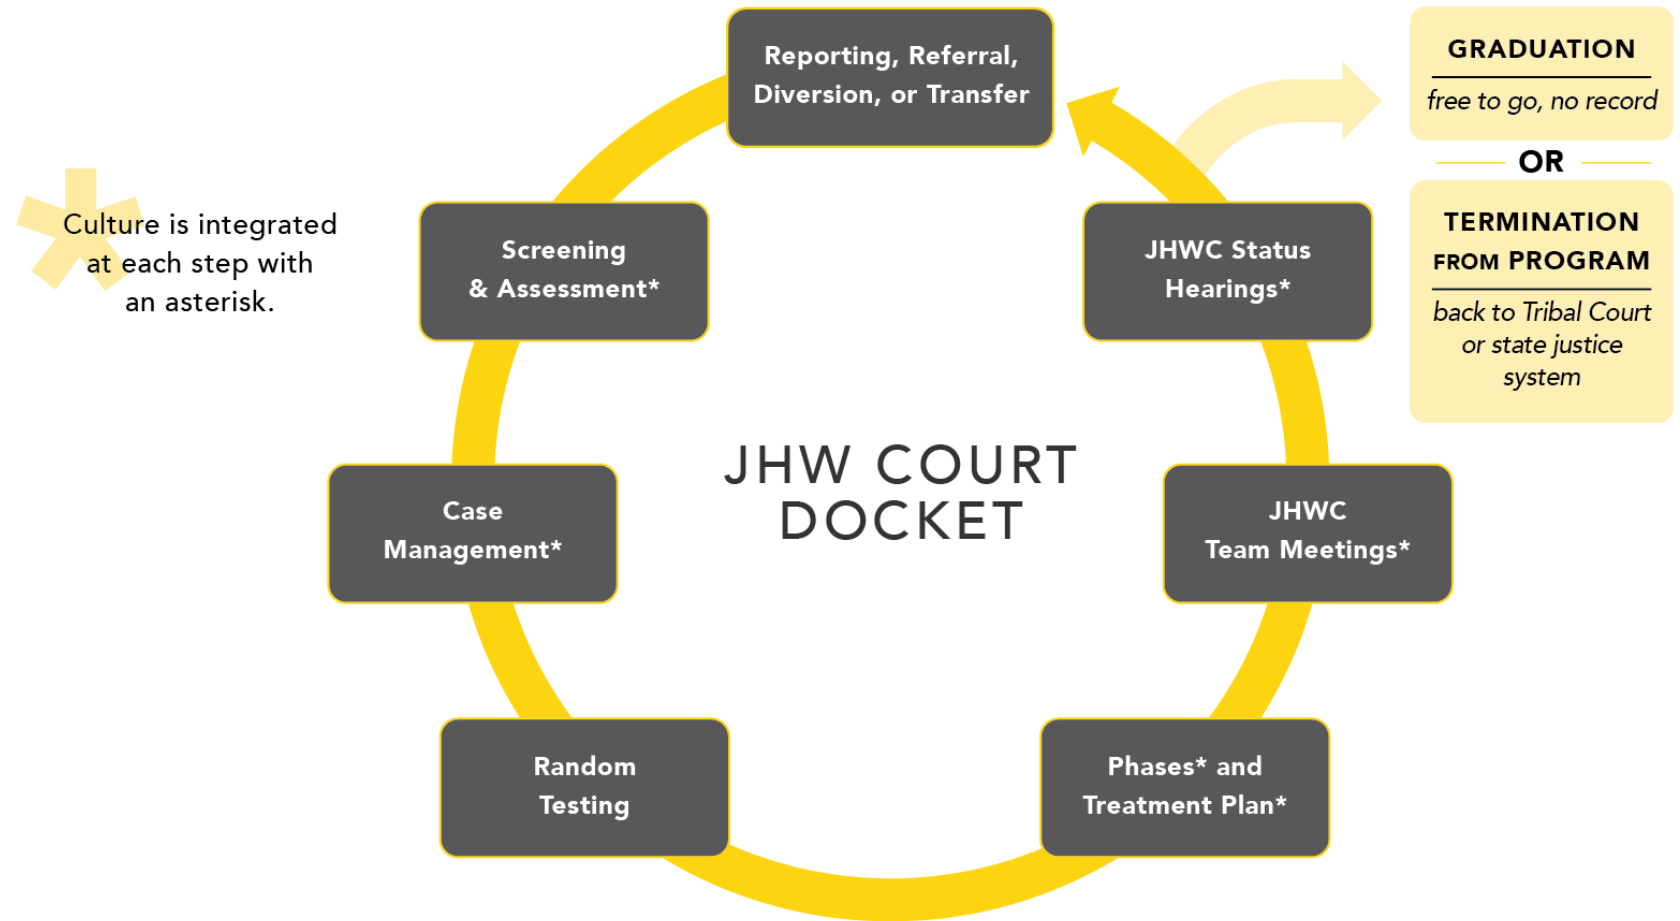 Reporting, Referral,
Diversion, or Transfer
GRADUATION
free to go, no record
OR
TERMINATION
FROM PROGRAM
back to Tribal Court
or state justice
system
Culture is integrated
at each step with
an asterisk.
Screening
& Assessment*
JHWC Status
Hearings*
JHW COURT
DOCKET
Case
Management*
JHWC
Team Meetings*
Random
Testing
Phases* and
Treatment Plan*